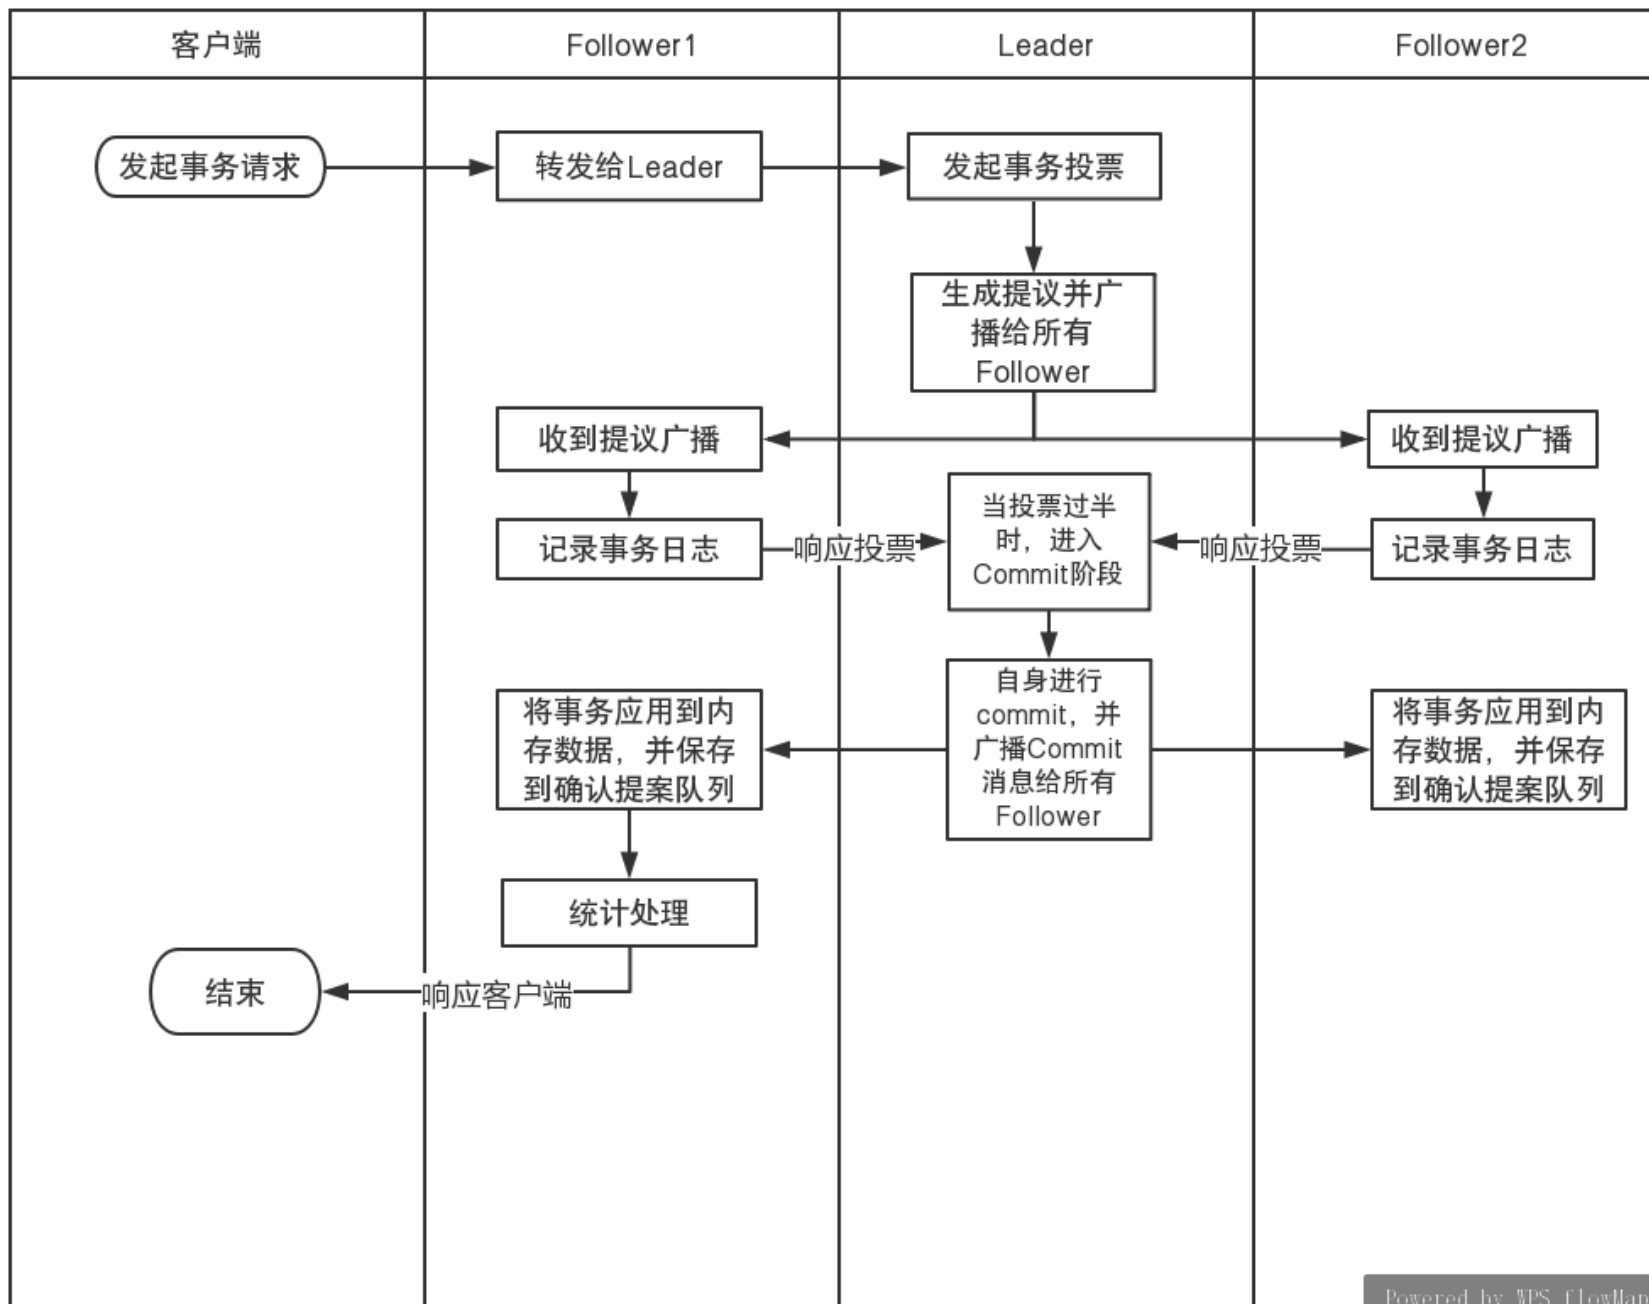 客户端
Follower1
Leader
Follower2
发起事务请求
转发给Leader
发起事务投票
生成提议并广
播给所有
Follower
收到提议广播
收到提议广播
记录事务日志
响应投票
当投票过半
时，进入
Commit阶段
响应投票
记录事务日志
将事务应用到内
存数据，并保存
到确认提案队列
自身进行
commit，并
广播Commit
消息给所有
Follower
将事务应用到内
存数据，并保存
到确认提案队列
统计处理
结束
响应客户端
Powered by WPS flowMap